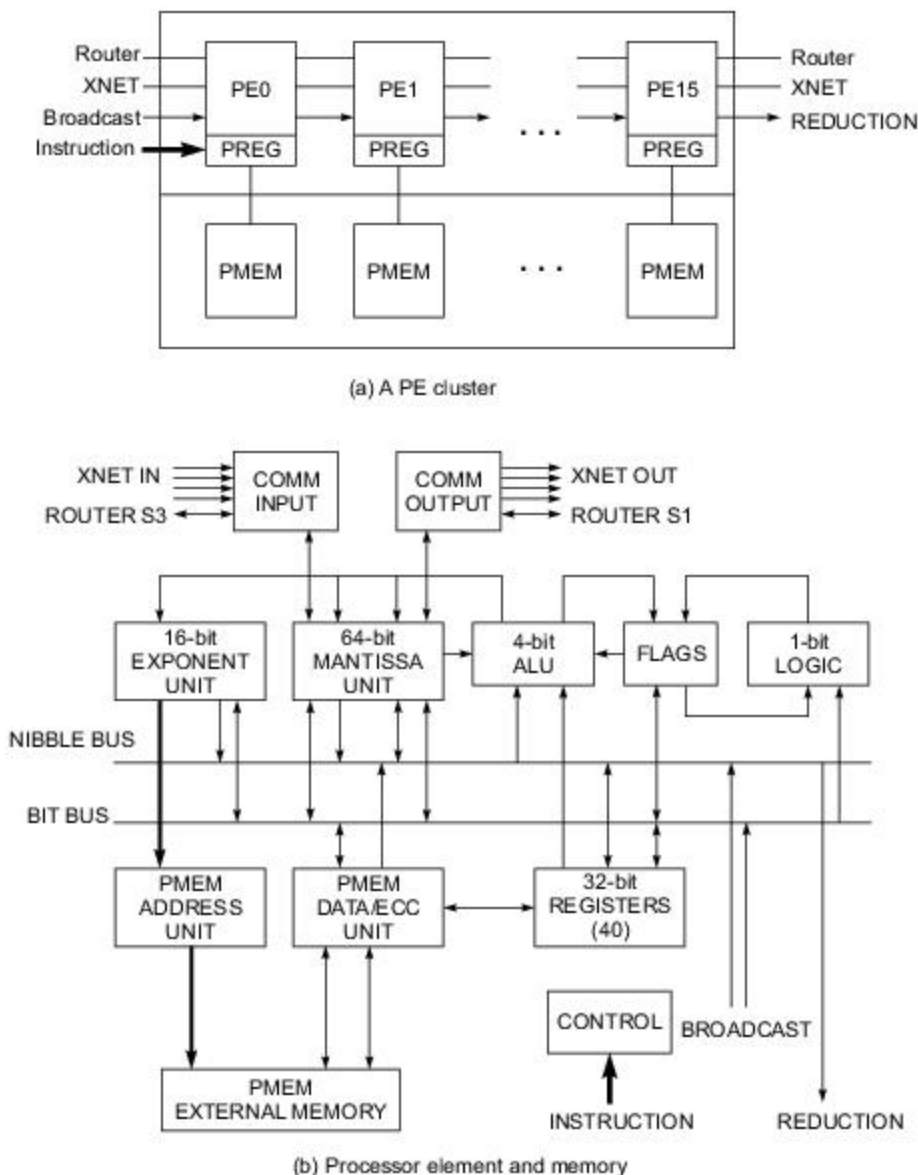 Router
XNET
Broadcast
Instruction
PE0
PE1
PE15
PREG
PREG
PREG
. . .
Router
XNET
REDUCTION
PMEM
PMEM
. . .
PMEM
(a) A PE cluster
XNET IN
ROUTER S3
COMM
INPUT
COMM
OUTPUT
XNET OUT
ROUTER S1
16-bit
EXPONENT
UNIT
64-bit
MANTISSA
UNIT
4-bit
ALU
FLAGS
1-bit
LOGIC
NIBBLE BUS
BIT BUS
PMEM
ADDRESS
UNIT
PMEM
DATA/ECC
UNIT
32-bit
REGISTERS
(40)
CONTROL
BROADCAST
PMEM
EXTERNAL MEMORY
INSTRUCTION
REDUCTION
(b) Processor element and memory